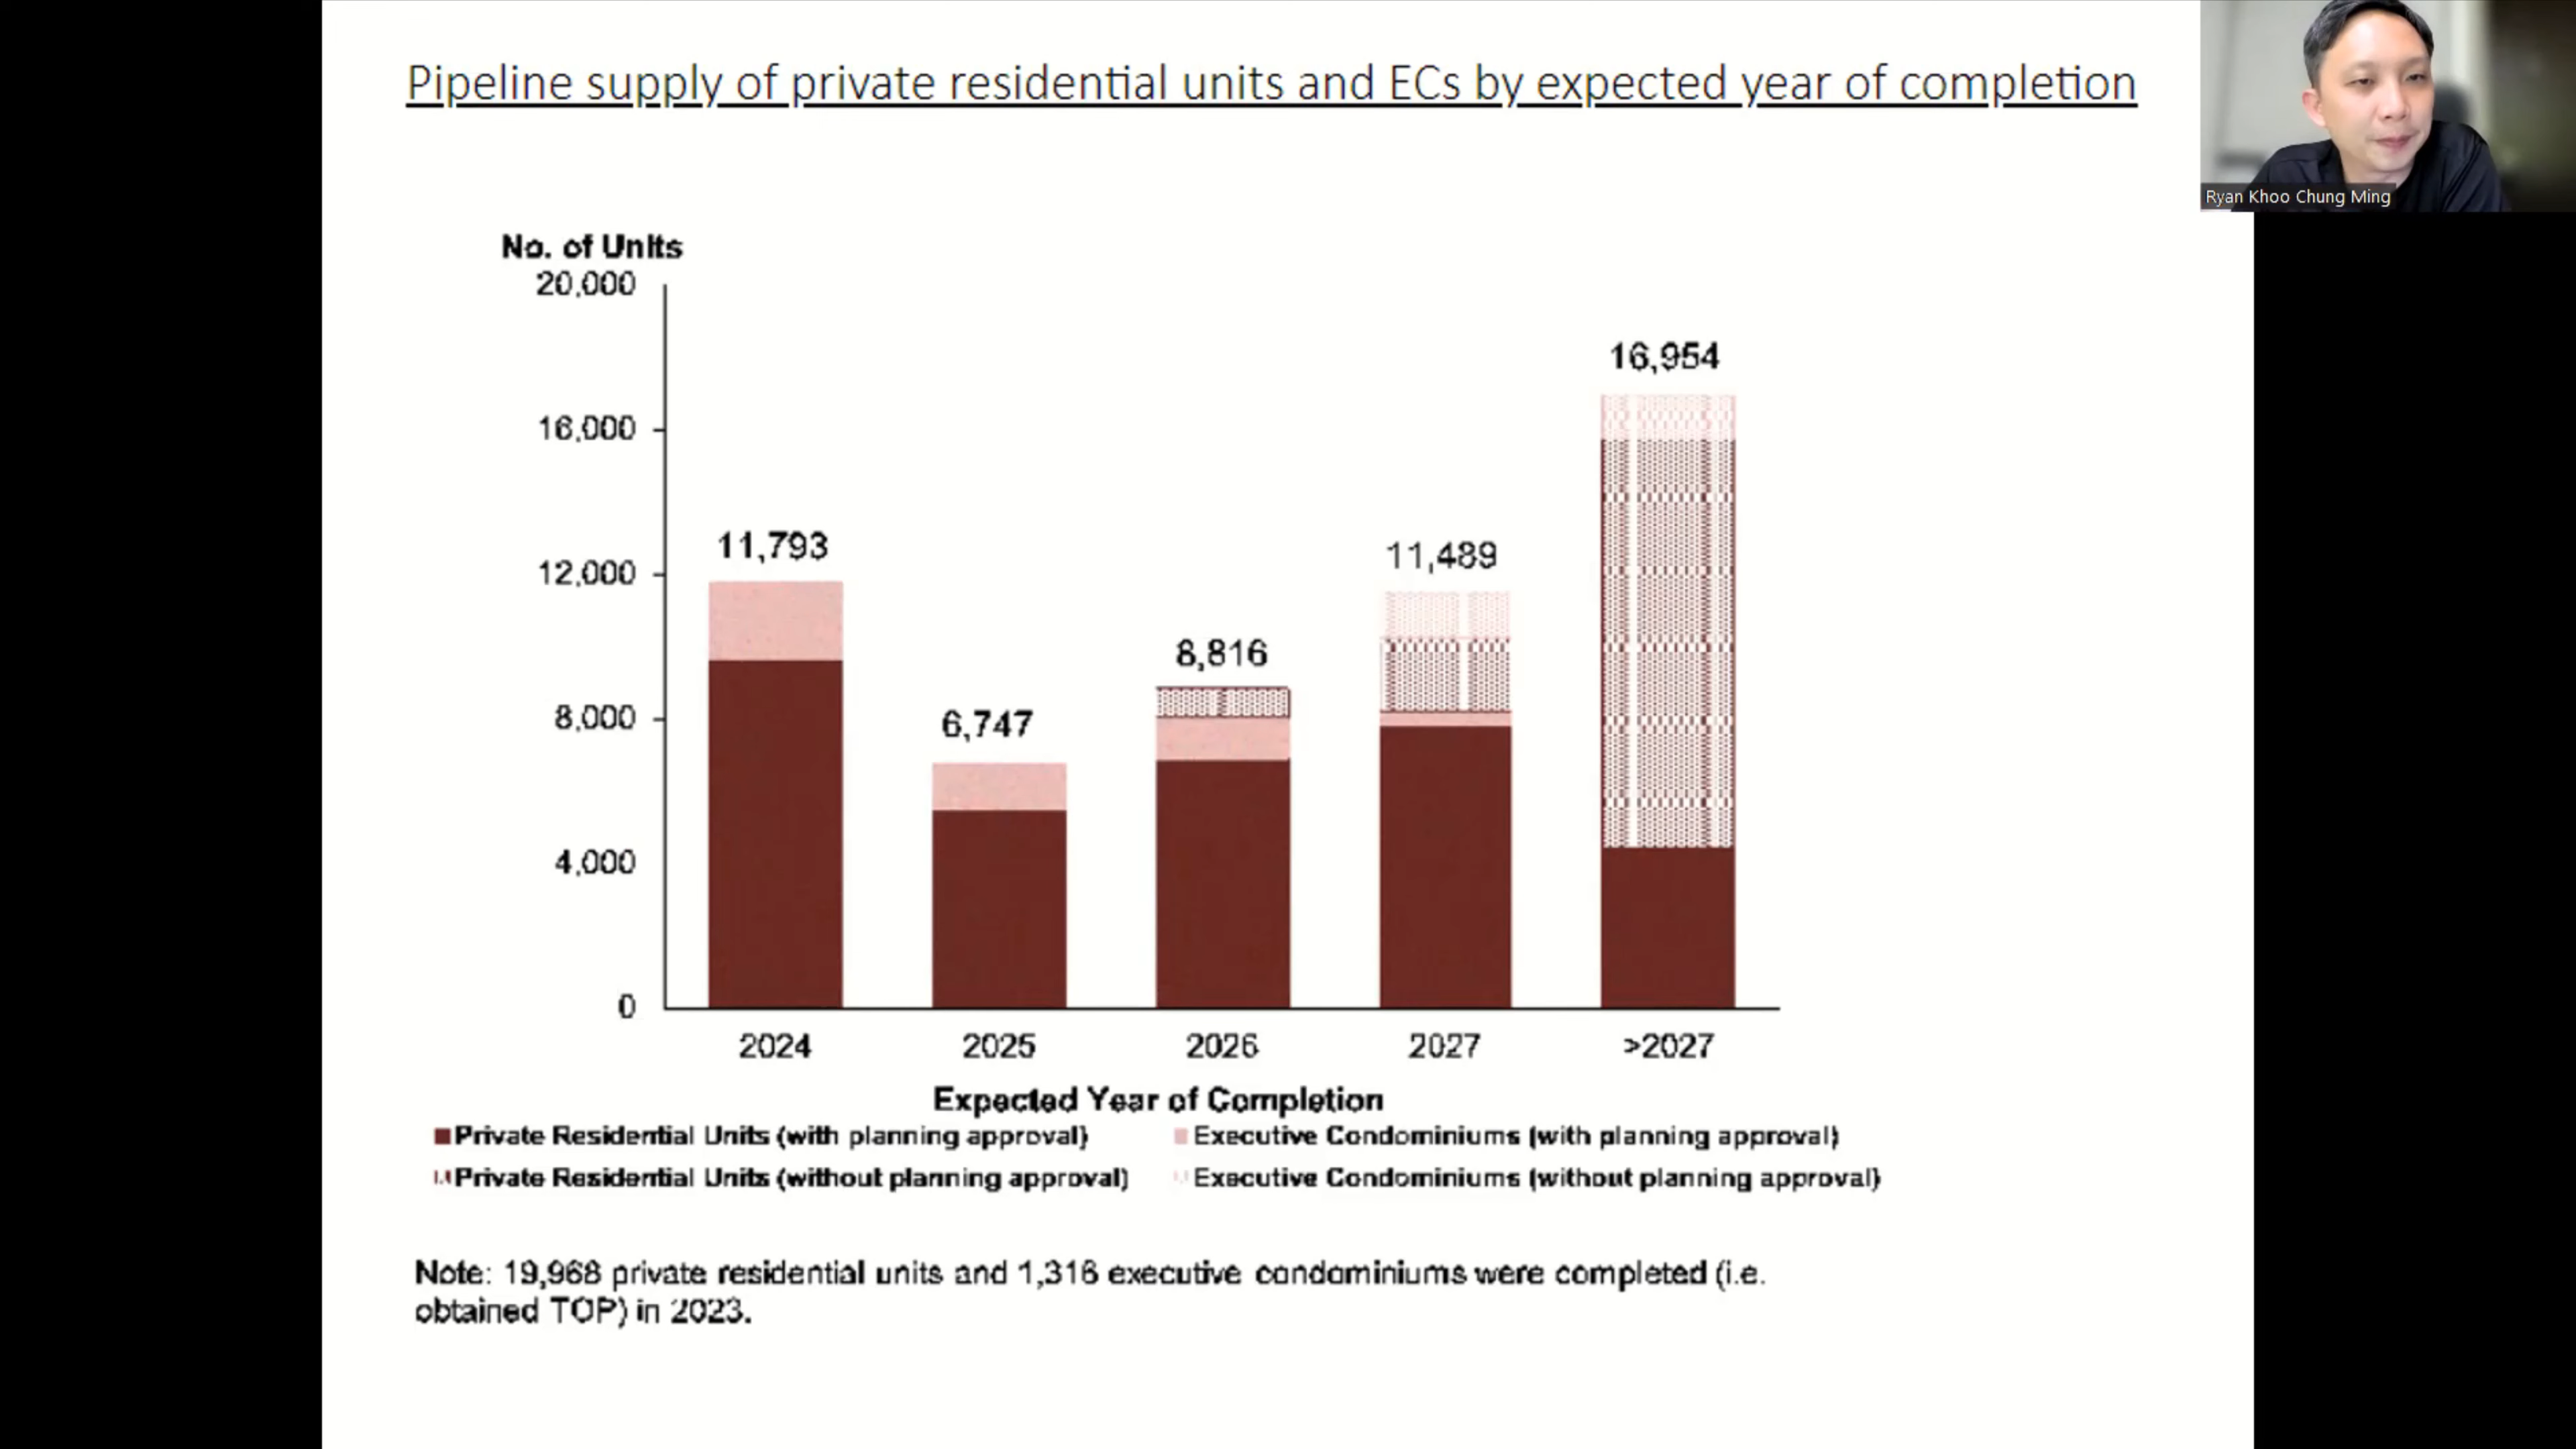 Pipeline supply of private residential units and ECs by expected year of completion
Ryan Khoo Chung Ming
No. of Units
20,000
16,000
12,000
8,000
4,000
0
11,793
6,747
8,816
11,489
16,954
2024 2025 2026 2027 >2027
Expected Year of Completion
Private Residential Units (with planning approval) Executive Condominiums (with planning approval)
Private Residential Units (without planning approval) Executive Condominiums (without planning approval)
Note: 19,968 private residential units and 1,316 executive condominiums were completed (i.e.
obtained TOP) in 2023.